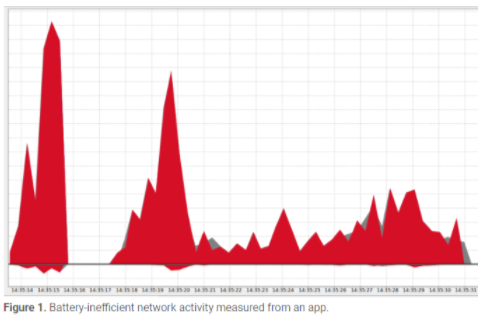 14:35:14 14:35:15 14:35:16 14:35:17 14:35:18 14:35:19 14:35:20 14:35:21 14:35:22 14:35:23 14:35:24 14:35:25 14:35:26 14:35:27 14:35:28 14:35:29 14:35:30 14:35:31
Figure 1. Battery-inefficient network activity measured from an app.